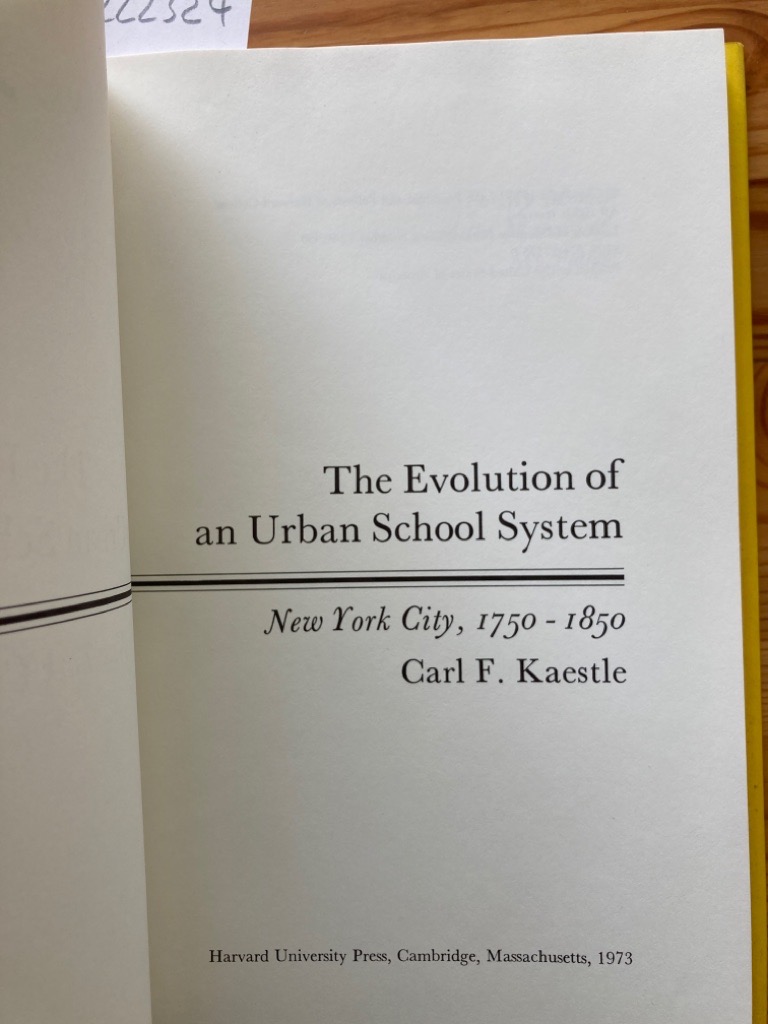 The Evolution of
an Urban School System
New York City, 1750 - 1850
Carl F. Kaestle
Harvard University Press, Cambridge, Massachusetts, 1973